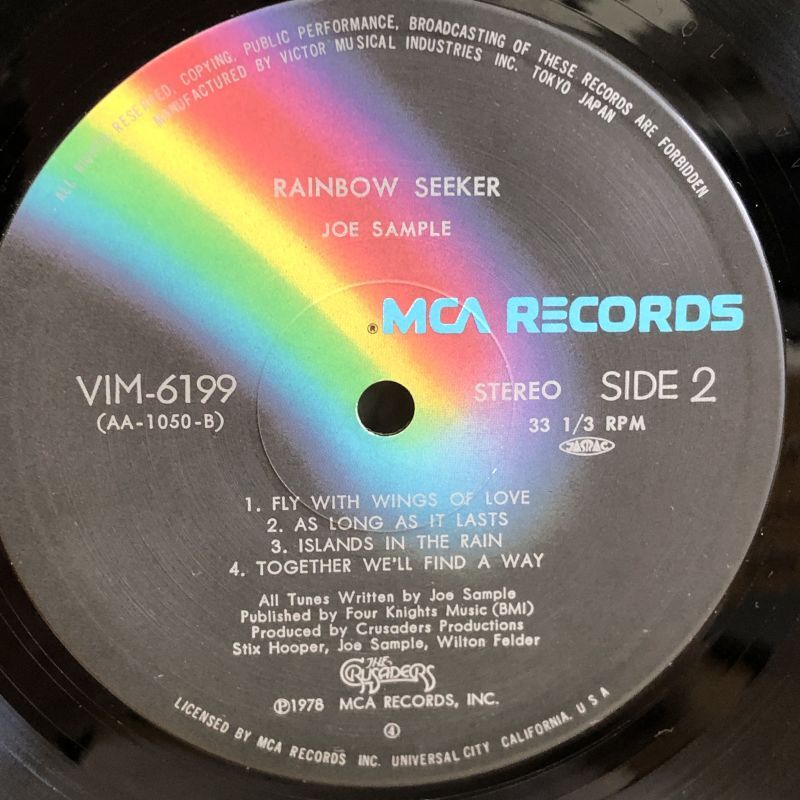 ALL RIGHTS RESERVED. COPYING, PUBLIC PERFORMANCE, BROADCASTING OF THESE RECORDS ARE FORBIDDEN
MANUFACTURED BY VICTOR MUSICAL INDUSTRIES INC. TOKYO JAPAN
RAINBOW SEEKER
JOE SAMPLE
® MCA RECORDS
VIM-6199
(AA-1050-B)
STEREO SIDE 2
33 1/3 RPM
JASRAC
1. FLY WITH WINGS OF LOVE
2. AS LONG AS IT LASTS
3. ISLANDS IN THE RAIN
4. TOGETHER WE'LL FIND A WAY
All Tunes Written by Joe Sample
Published by Four Knights Music (BMI)
Produced by Crusaders Productions
Stix Hooper, Joe Sample, Wilton Felder
THE CRUSADERS
℗1978 MCA RECORDS, INC.
④
LICENSED BY MCA RECORDS INC. UNIVERSAL CITY CALIFORNIA. U.S.A